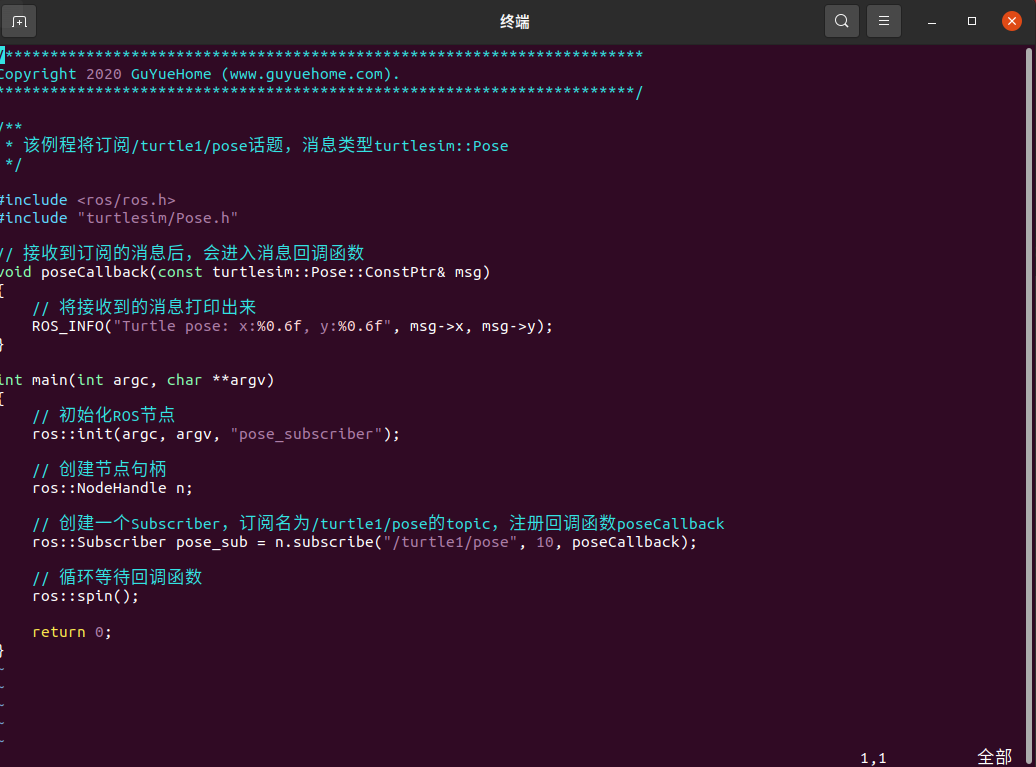 /***********************************************************************
Copyright 2020 GuYueHome (www.guyuehome.com).
***********************************************************************/
/**
 * 该例程将订阅/turtle1/pose话题，消息类型turtlesim::Pose
 */
#include <ros/ros.h>
#include "turtlesim/Pose.h"
// 接收到订阅的消息后，会进入消息回调函数
void poseCallback(const turtlesim::Pose::ConstPtr& msg)
{
    // 将接收到的消息打印出来
    ROS_INFO("Turtle pose: x:%0.6f, y:%0.6f", msg->x, msg->y);
}
int main(int argc, char **argv)
{
    // 初始化ROS节点
    ros::init(argc, argv, "pose_subscriber");
    // 创建节点句柄
    ros::NodeHandle n;
    // 创建一个Subscriber，订阅名为/turtle1/pose的topic，注册回调函数poseCallback
    ros::Subscriber pose_sub = n.subscribe("/turtle1/pose", 10, poseCallback);
    // 循环等待回调函数
    ros::spin();
    return 0;
}
~
~
~
~
~
1,1 全部
终端